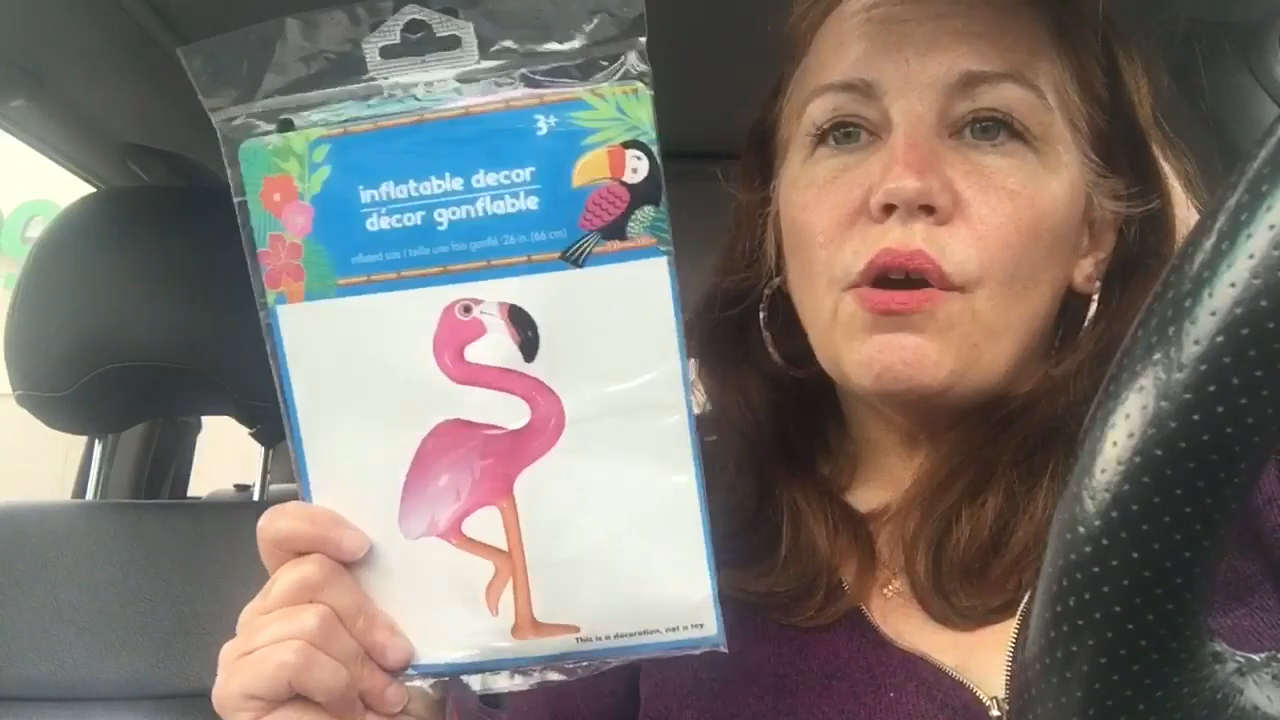 3+
inflatable decor
décor gonflable
inflated size / taille une fois gonflé: 26 in. (66 cm)
This is a decoration, not a toy